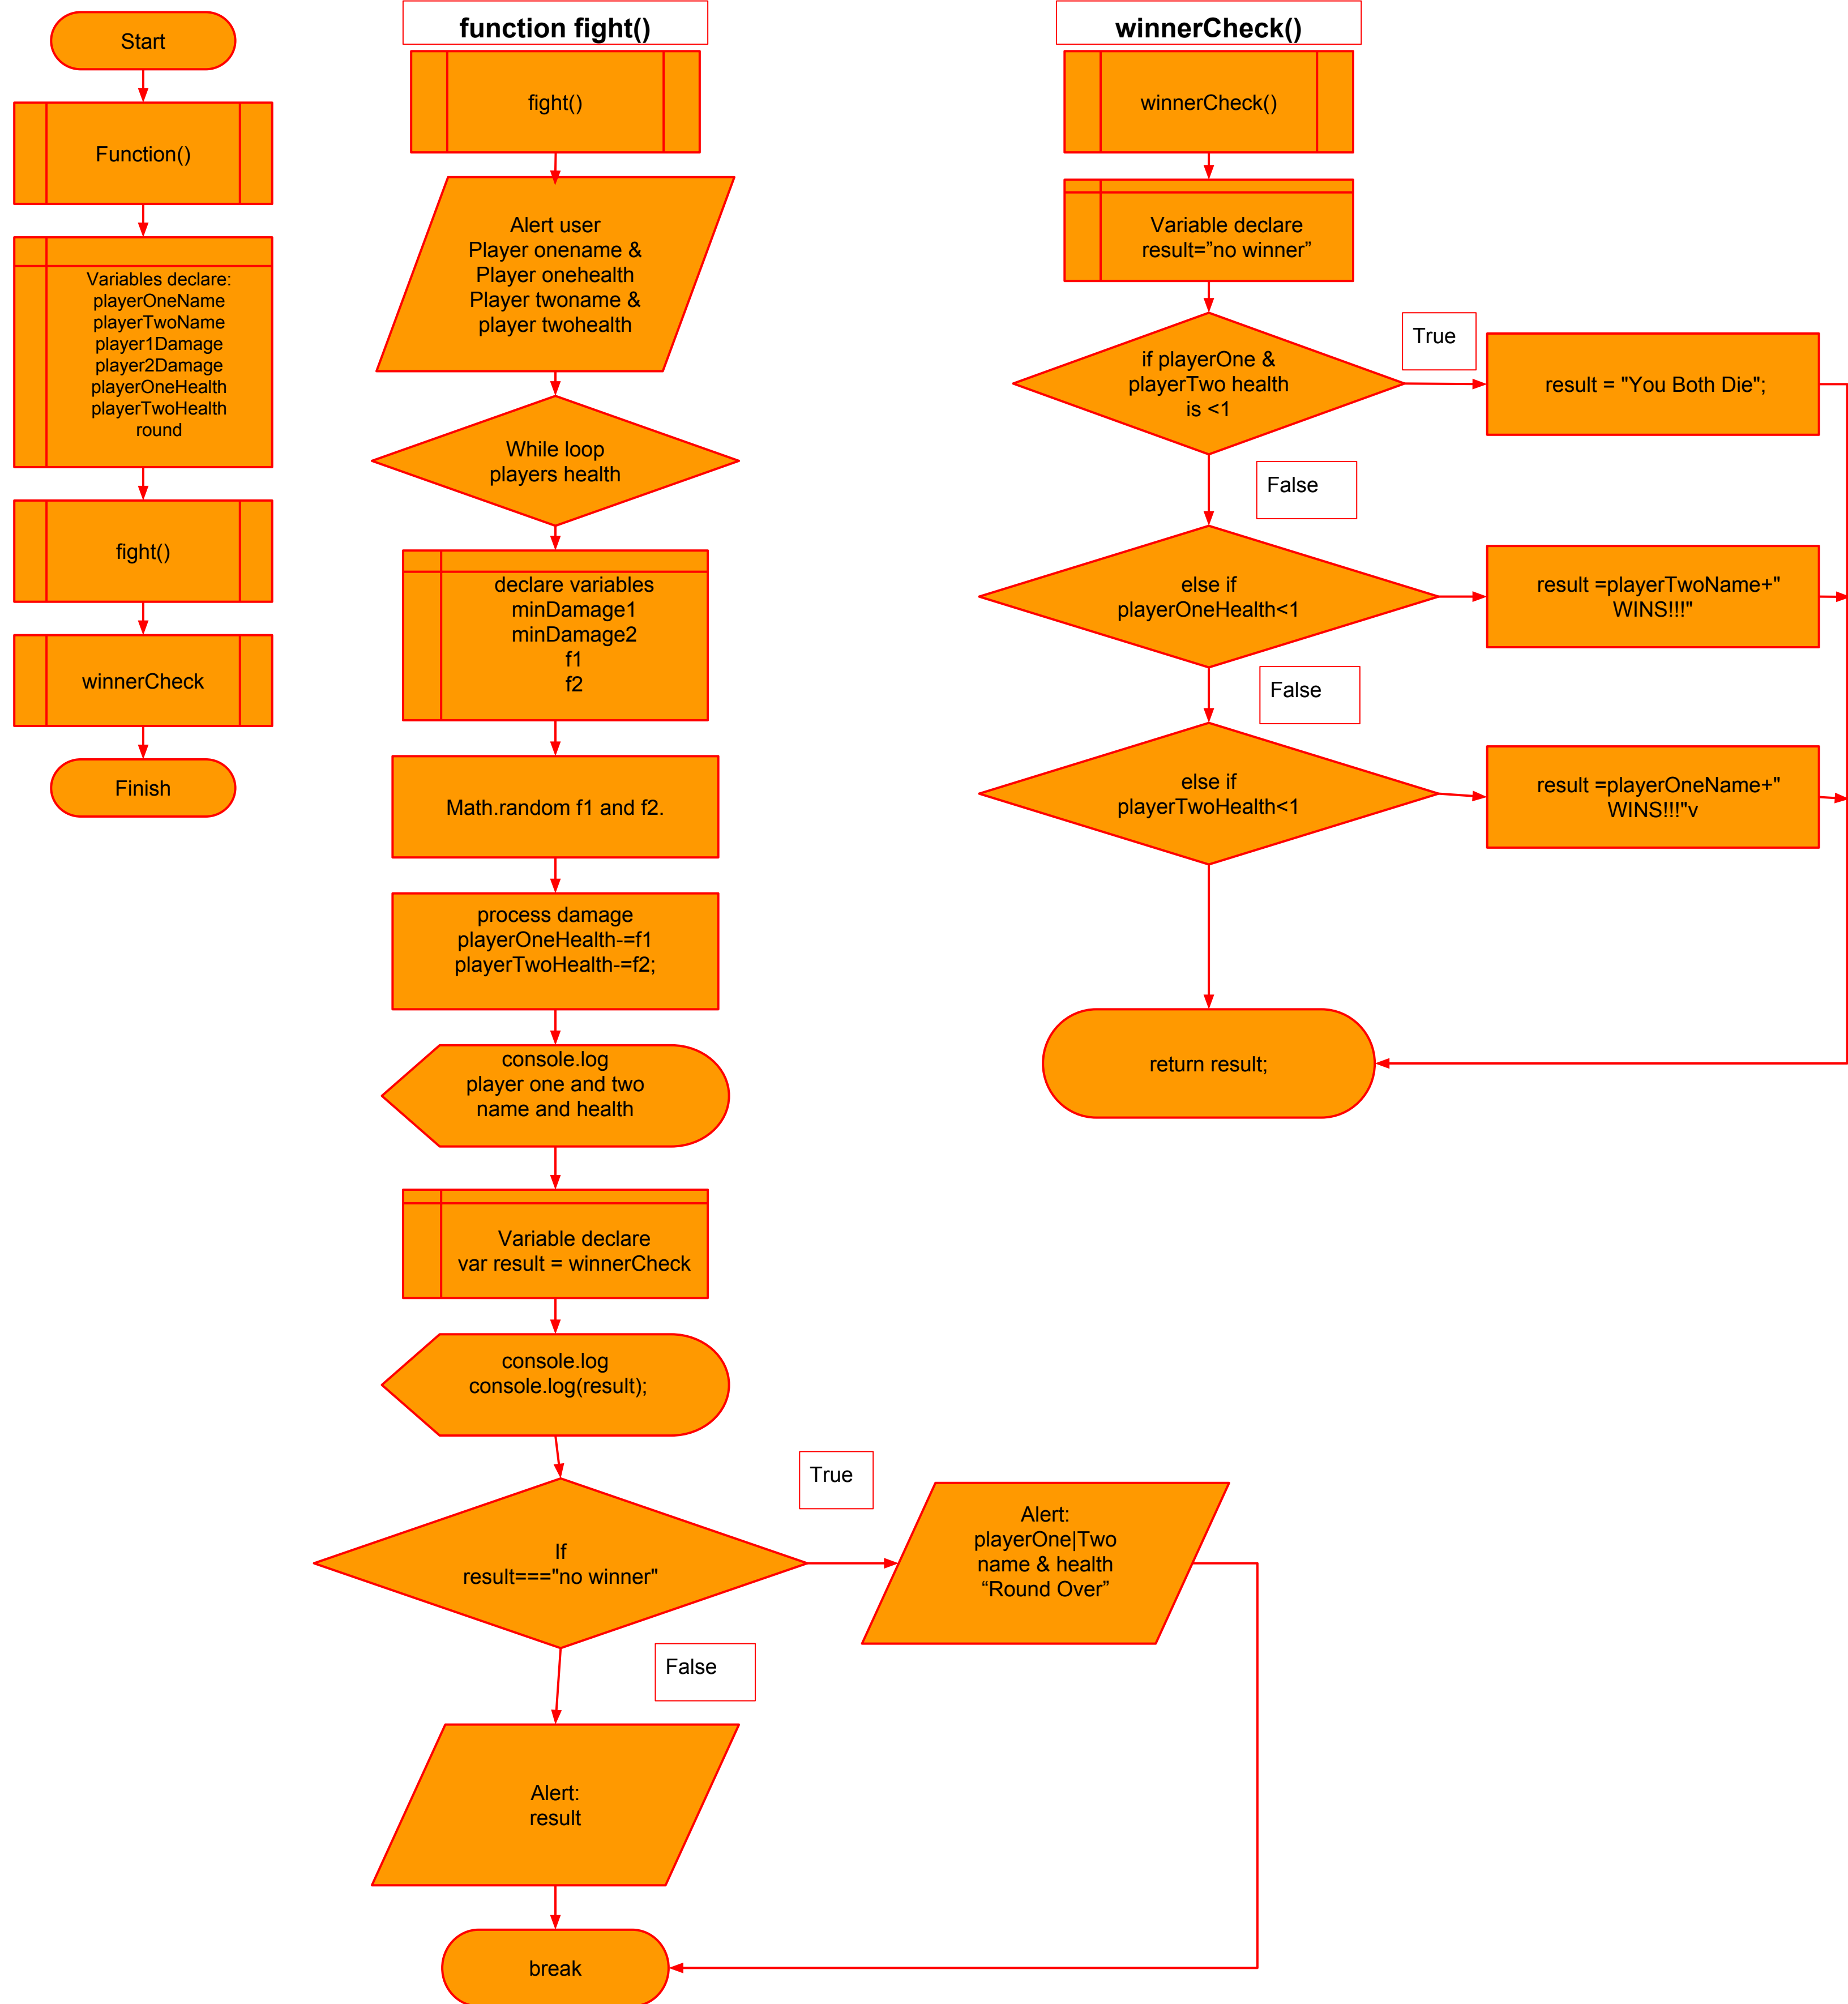 Start
Function()
Variables declare:
playerOneName
playerTwoName
player1Damage
player2Damage
playerOneHealth
playerTwoHealth
round
fight()
winnerCheck
Finish
function fight()
fight()
Alert user
Player onename &
Player onehealth
Player twoname &
player twohealth
While loop
players health
declare variables
minDamage1
minDamage2
f1
f2
Math.random f1 and f2.
process damage
playerOneHealth-=f1
playerTwoHealth-=f2;
console.log
player one and two
name and health
Variable declare
var result = winnerCheck
console.log
console.log(result);
If
result==="no winner"
True
Alert:
playerOne|Two
name & health
“Round Over”
False
Alert:
result
break
winnerCheck()
winnerCheck()
Variable declare
result=”no winner”
if playerOne &
playerTwo health
is <1
True
result = "You Both Die";
False
else if
playerOneHealth<1
result =playerTwoName+"
WINS!!!"
False
else if
playerTwoHealth<1
result =playerOneName+"
WINS!!!"v
return result;